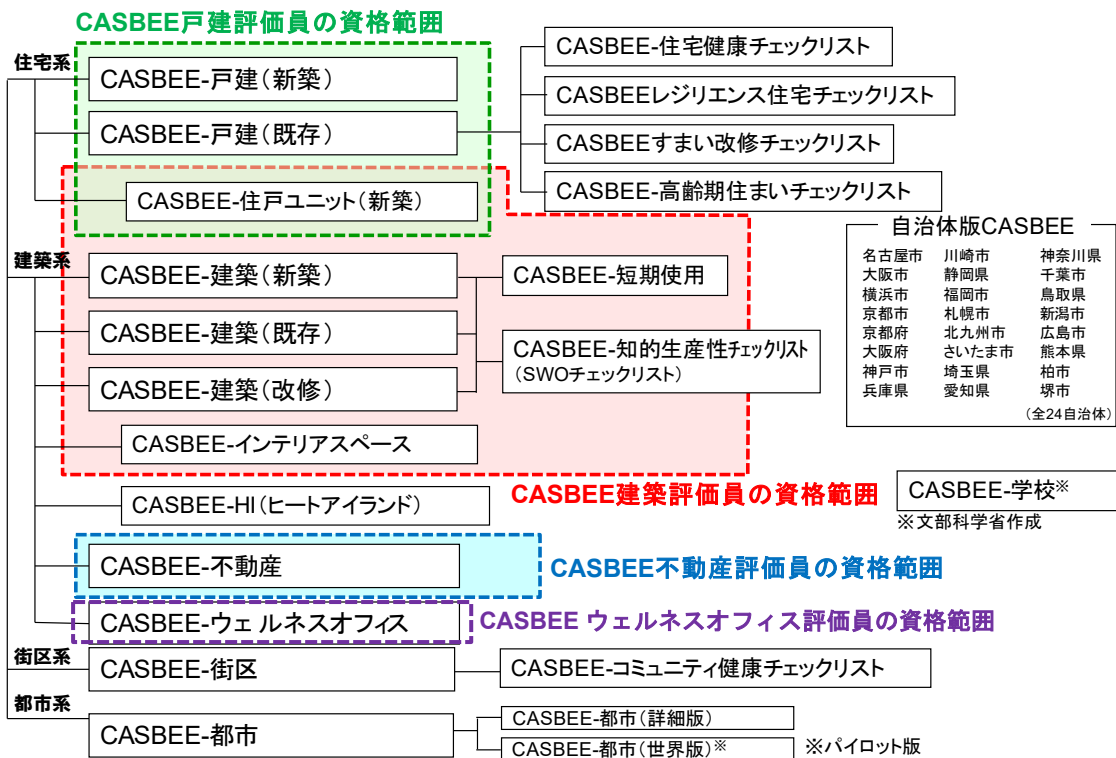 CASBEE戸建評価員の資格範囲
住宅系
CASBEE-戸建(新築)
CASBEE-戸建(既存)
CASBEE-住戸ユニット(新築)
CASBEE-住宅健康チェックリスト
CASBEEレジリエンス住宅チェックリスト
CASBEEすまい改修チェックリスト
CASBEE-高齢期住まいチェックリスト
建築系
CASBEE-建築(新築)
CASBEE-建築(既存)
CASBEE-建築(改修)
CASBEE-短期使用
CASBEE-知的生産性チェックリスト
(SWOチェックリスト)
CASBEE-インテリアスペース
CASBEE建築評価員の資格範囲
CASBEE-HI(ヒートアイランド)
CASBEE-不動産
CASBEE不動産評価員の資格範囲
CASBEE-ウェルネスオフィス
CASBEE ウェルネスオフィス評価員の資格範囲
自治体版CASBEE
名古屋市 川崎市 神奈川県
大阪市 静岡県 千葉市
横浜市 福岡市 鳥取県
京都市 札幌市 新潟市
京都府 北九州市 広島市
大阪府 さいたま市 熊本県
神戸市 埼玉県 柏市
兵庫県 愛知県 堺市
(全24自治体)
CASBEE-学校※
※文部科学省作成
街区系
CASBEE-街区
CASBEE-コミュニティ健康チェックリスト
都市系
CASBEE-都市
CASBEE-都市(詳細版)
CASBEE-都市(世界版)※
※パイロット版